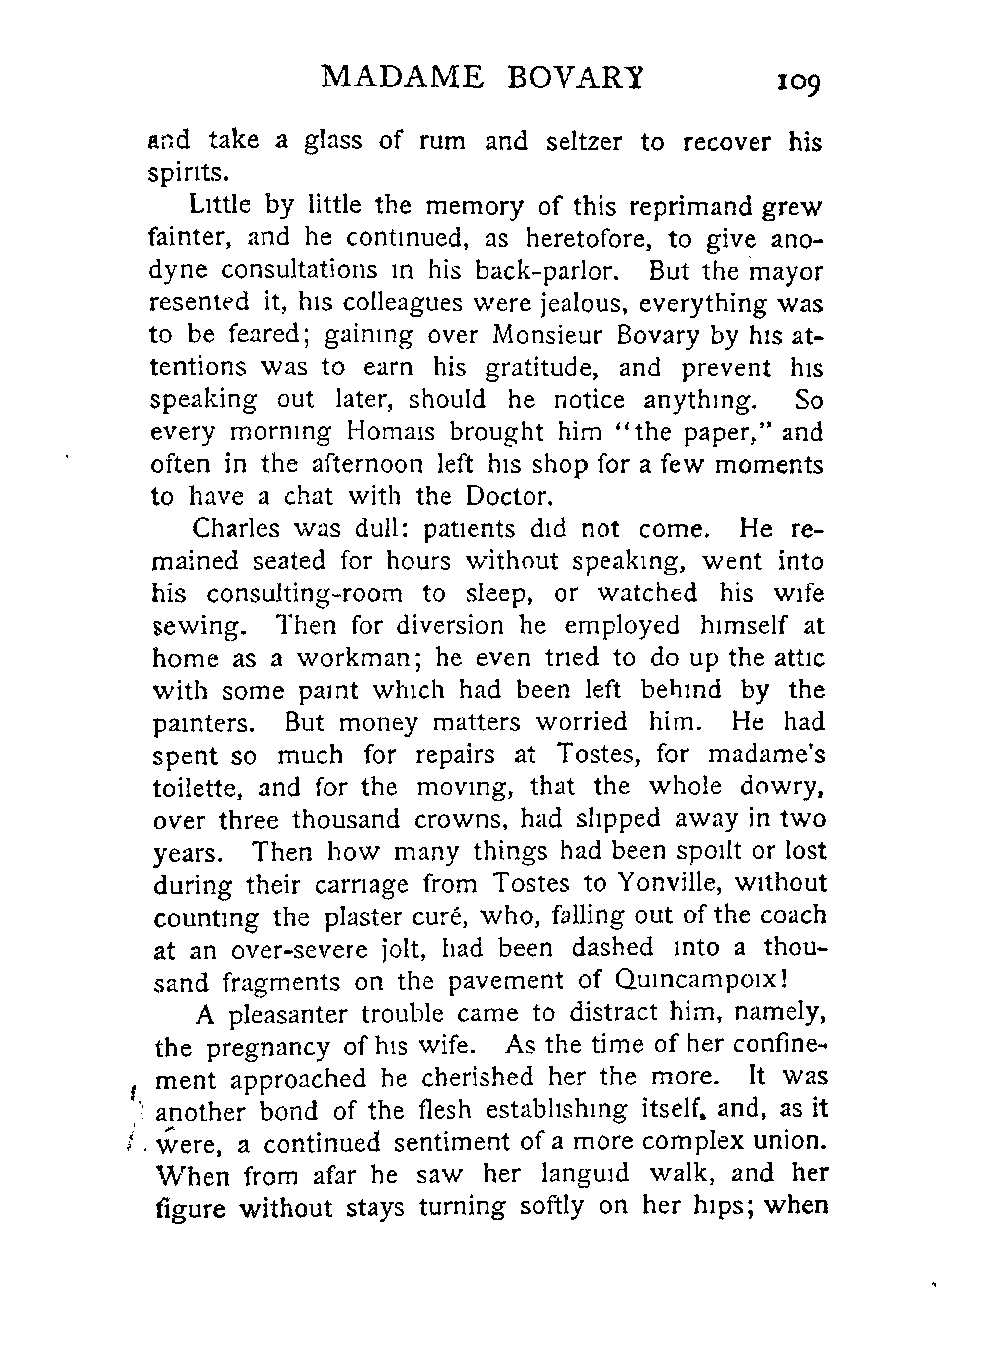 MADAME BOVARY 109
and take a glass of rum and seltzer to recover his
spirits.
Little by little the memory of this reprimand grew
fainter, and he continued, as heretofore, to give ano-
dyne consultations in his back-parlor. But the mayor
resented it, his colleagues were jealous, everything was
to be feared; gaining over Monsieur Bovary by his at-
tentions was to earn his gratitude, and prevent his
speaking out later, should he notice anything. So
every morning Homais brought him "the paper," and
often in the afternoon left his shop for a few moments
to have a chat with the Doctor.
Charles was dull: patients did not come. He re-
mained seated for hours without speaking, went into
his consulting-room to sleep, or watched his wife
sewing. Then for diversion he employed himself at
home as a workman; he even tried to do up the attic
with some paint which had been left behind by the
painters. But money matters worried him. He had
spent so much for repairs at Tostes, for madame's
toilette, and for the moving, that the whole dowry,
over three thousand crowns, had slipped away in two
years. Then how many things had been spoilt or lost
during their carriage from Tostes to Yonville, without
counting the plaster curé, who, falling out of the coach
at an over-severe jolt, had been dashed into a thou-
sand fragments on the pavement of Quincampoix!
A pleasanter trouble came to distract him, namely,
the pregnancy of his wife. As the time of her confine-
ment approached he cherished her the more. It was
another bond of the flesh establishing itself, and, as it
were, a continued sentiment of a more complex union.
When from afar he saw her languid walk, and her
figure without stays turning softly on her hips; when